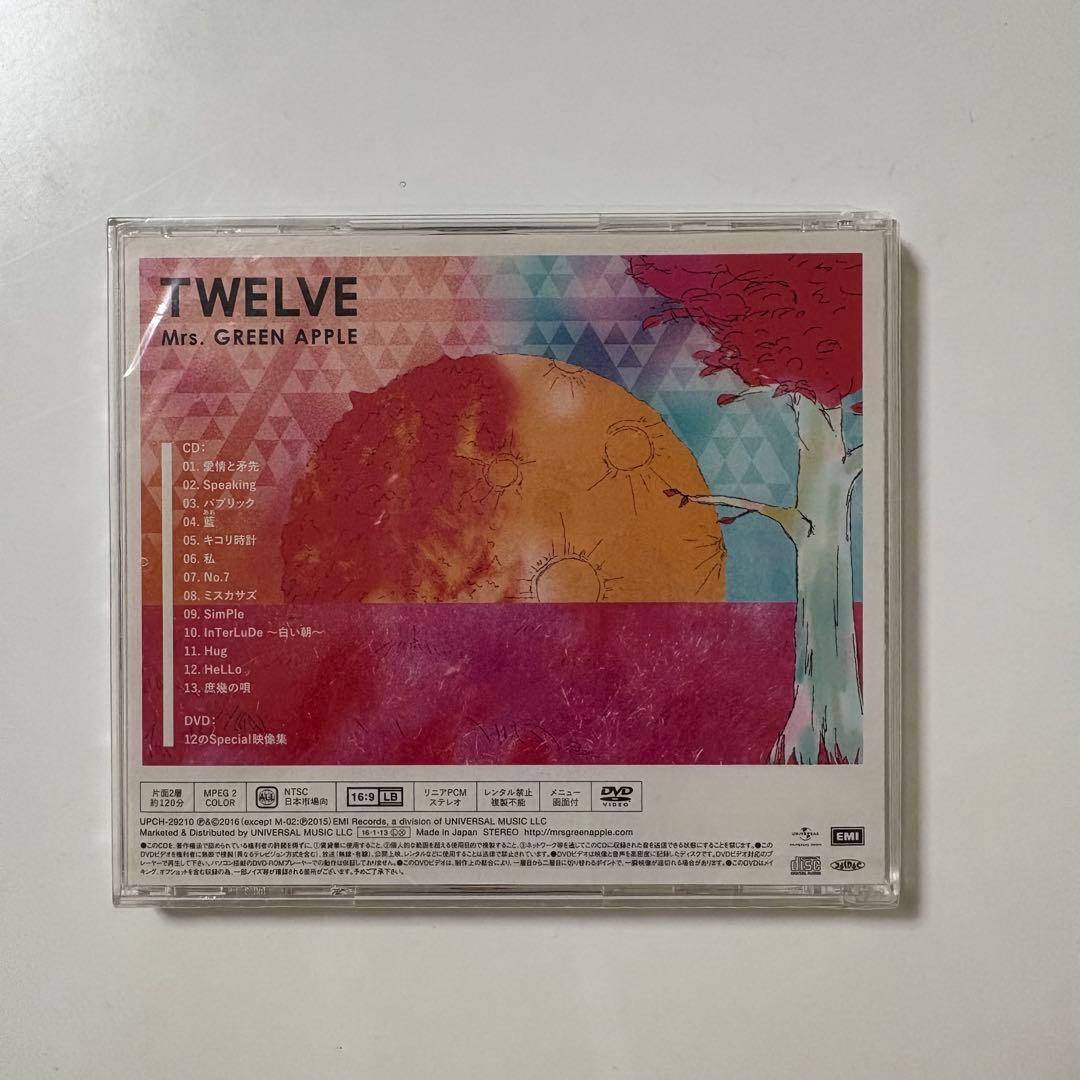 TWELVE
Mrs. GREEN APPLE
CD:
01. 愛情と矛先
02. Speaking
03. パブリック
04. 藍
あお
05. キコリ時計
06. 私
07. No.7
08. ミスカサズ
09. SimPle
10. InTerLuDe 〜白い朝〜
11. Hug
12. HeLLo
13. 庶幾の唄
DVD:
12のSpecial映像集
片面2層
約120分
MPEG 2
COLOR
ALL
NTSC
日本市場向
16:9 LB
リニアPCM
ステレオ
レンタル禁止
複製不能
メニュー
画面付
DVD
VIDEO
UPCH-29210 ℗&©2016 (except M-02:℗2015) EMI Records, a division of UNIVERSAL MUSIC LLC
Marketed & Distributed by UNIVERSAL MUSIC LLC 16·1·13 Made in Japan STEREO http://mrsgreenapple.com
UNIVERSAL
EMI
disc